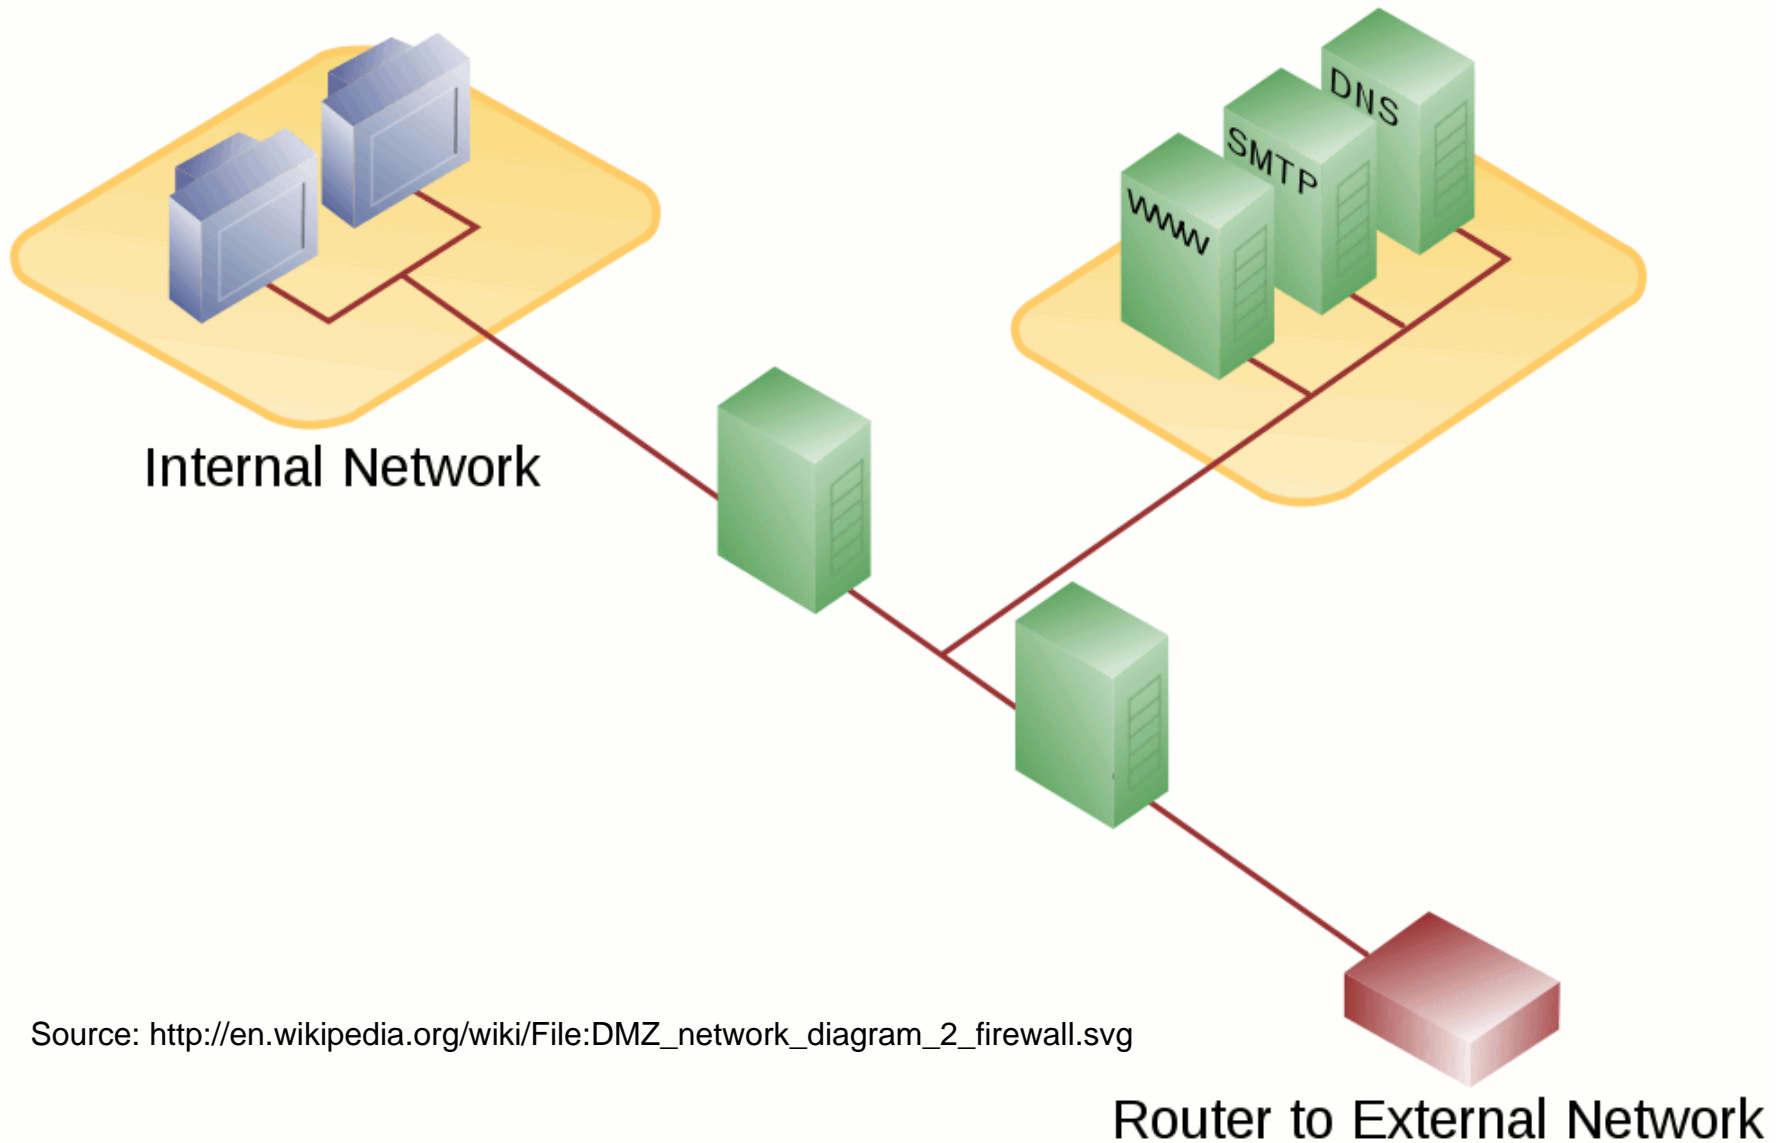 DNS
SMTP
WWW
Internal Network
Source: http://en.wikipedia.org/wiki/File:DMZ_network_diagram_2_firewall.svg
Router to External Network